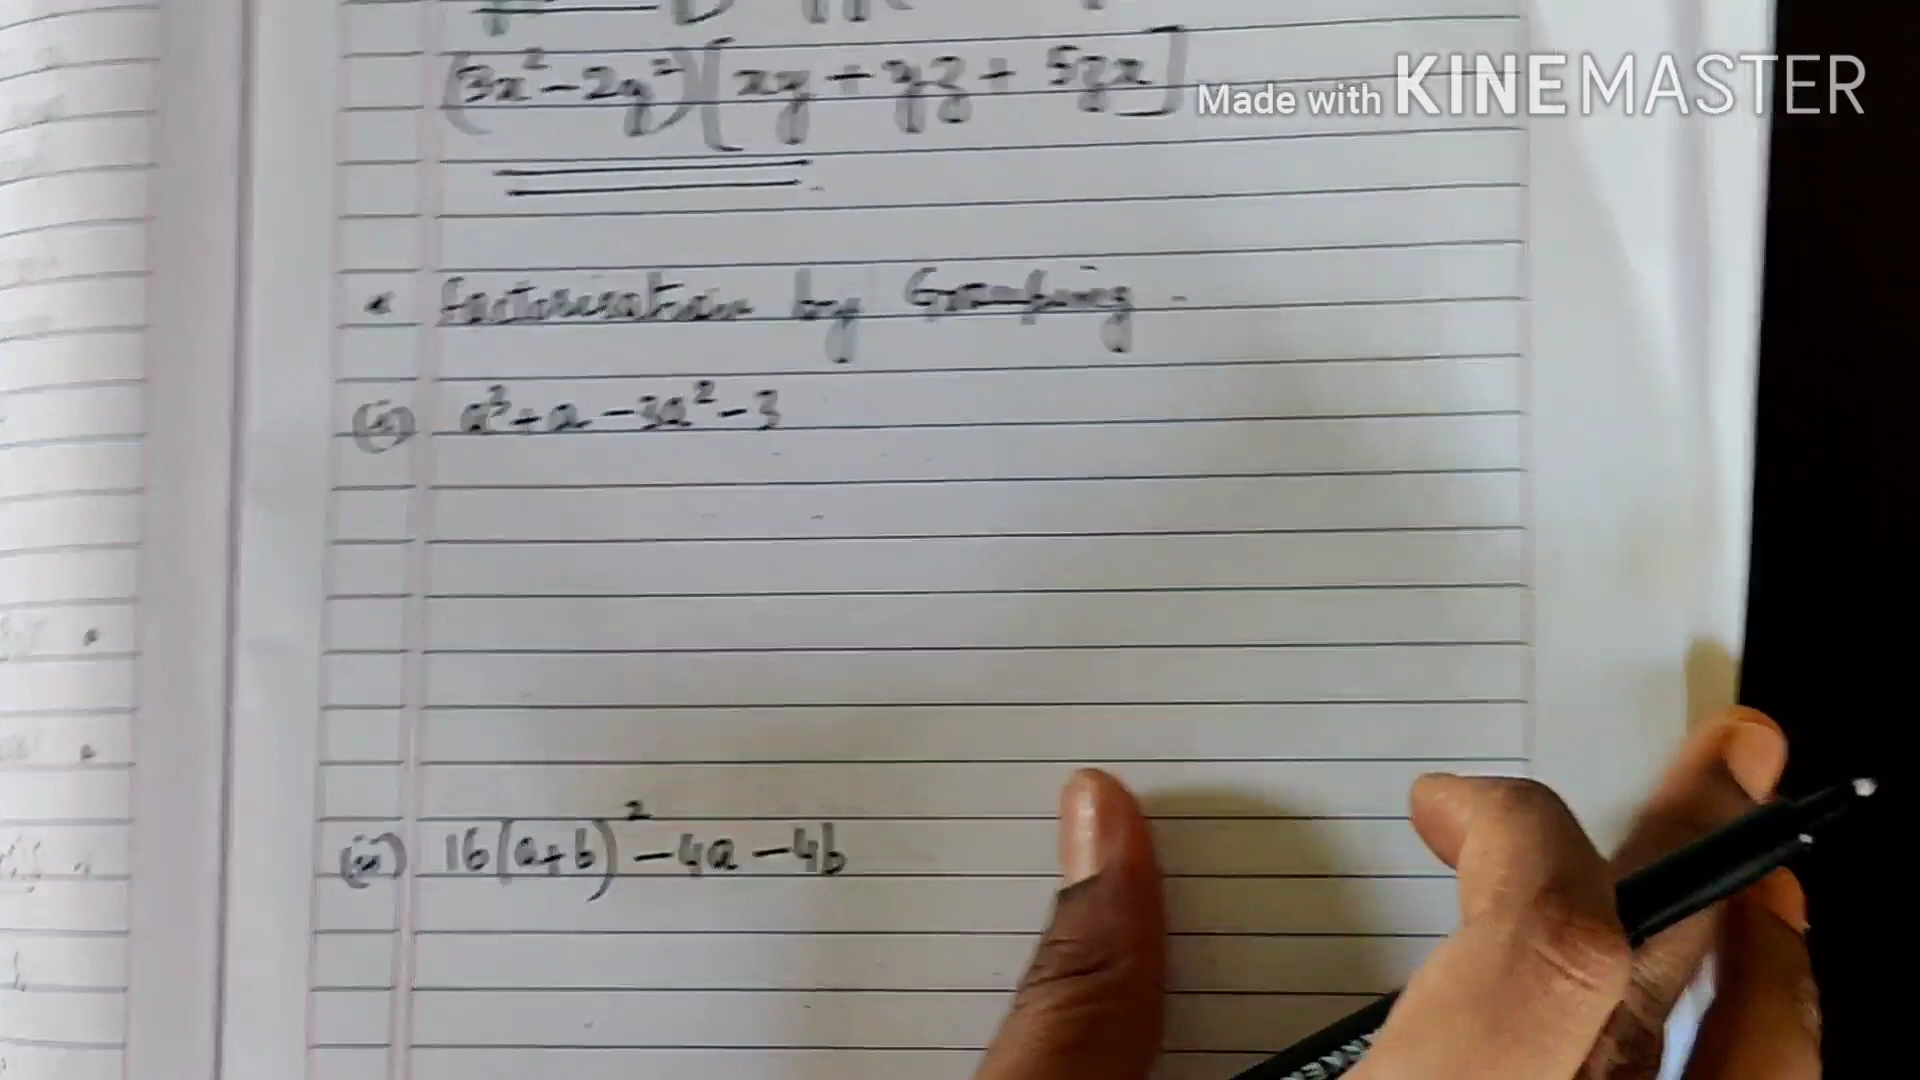 (3x² - 2y²) [xy + yz + 5zx]
Made with KINEMASTER
* factorisation by Grouping -
(i) a³ + a - 3a² - 3
(ii) 16(a+b)² - 4a - 4b